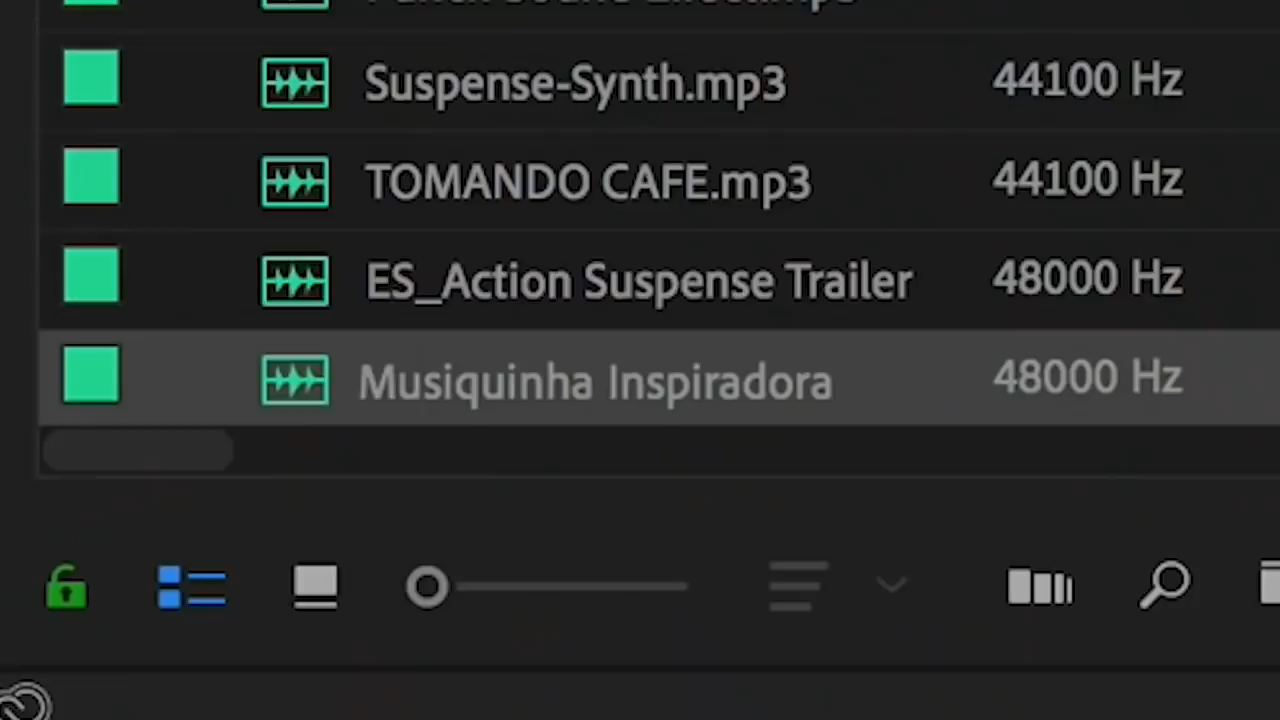 Suspense-Synth.mp3 44100 Hz
TOMANDO CAFE.mp3 44100 Hz
ES_Action Suspense Trailer 48000 Hz
Musiquinha Inspiradora 48000 Hz